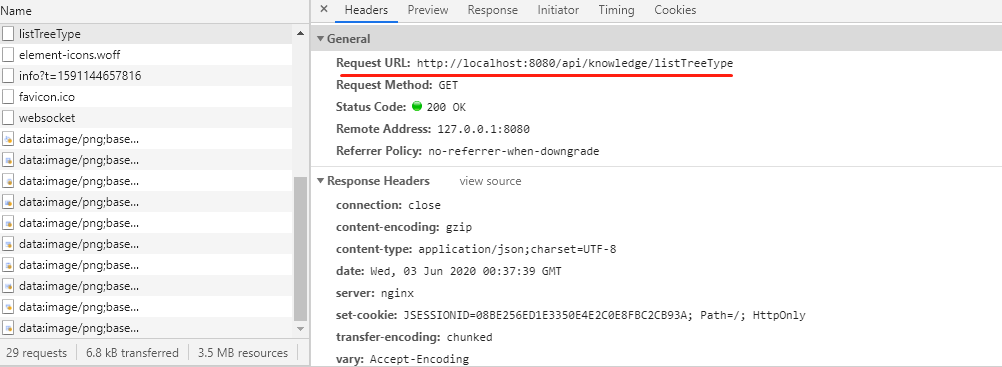 Name
listTreeType
element-icons.woff
info?t=1591144657816
favicon.ico
websocket
data:image/png;base...
data:image/png;base...
data:image/png;base...
data:image/png;base...
data:image/png;base...
data:image/png;base...
data:image/png;base...
data:image/png;base...
data:image/png;base...
data:image/png;base...
29 requests 6.8 kB transferred 3.5 MB resources
× Headers Preview Response Initiator Timing Cookies
▼ General
Request URL: http://localhost:8080/api/knowledge/listTreeType
Request Method: GET
Status Code: 200 OK
Remote Address: 127.0.0.1:8080
Referrer Policy: no-referrer-when-downgrade
▼ Response Headers view source
connection: close
content-encoding: gzip
content-type: application/json;charset=UTF-8
date: Wed, 03 Jun 2020 00:37:39 GMT
server: nginx
set-cookie: JSESSIONID=08BE256ED1E3350E4E2C0E8FBC2CB93A; Path=/; HttpOnly
transfer-encoding: chunked
vary: Accept-Encoding